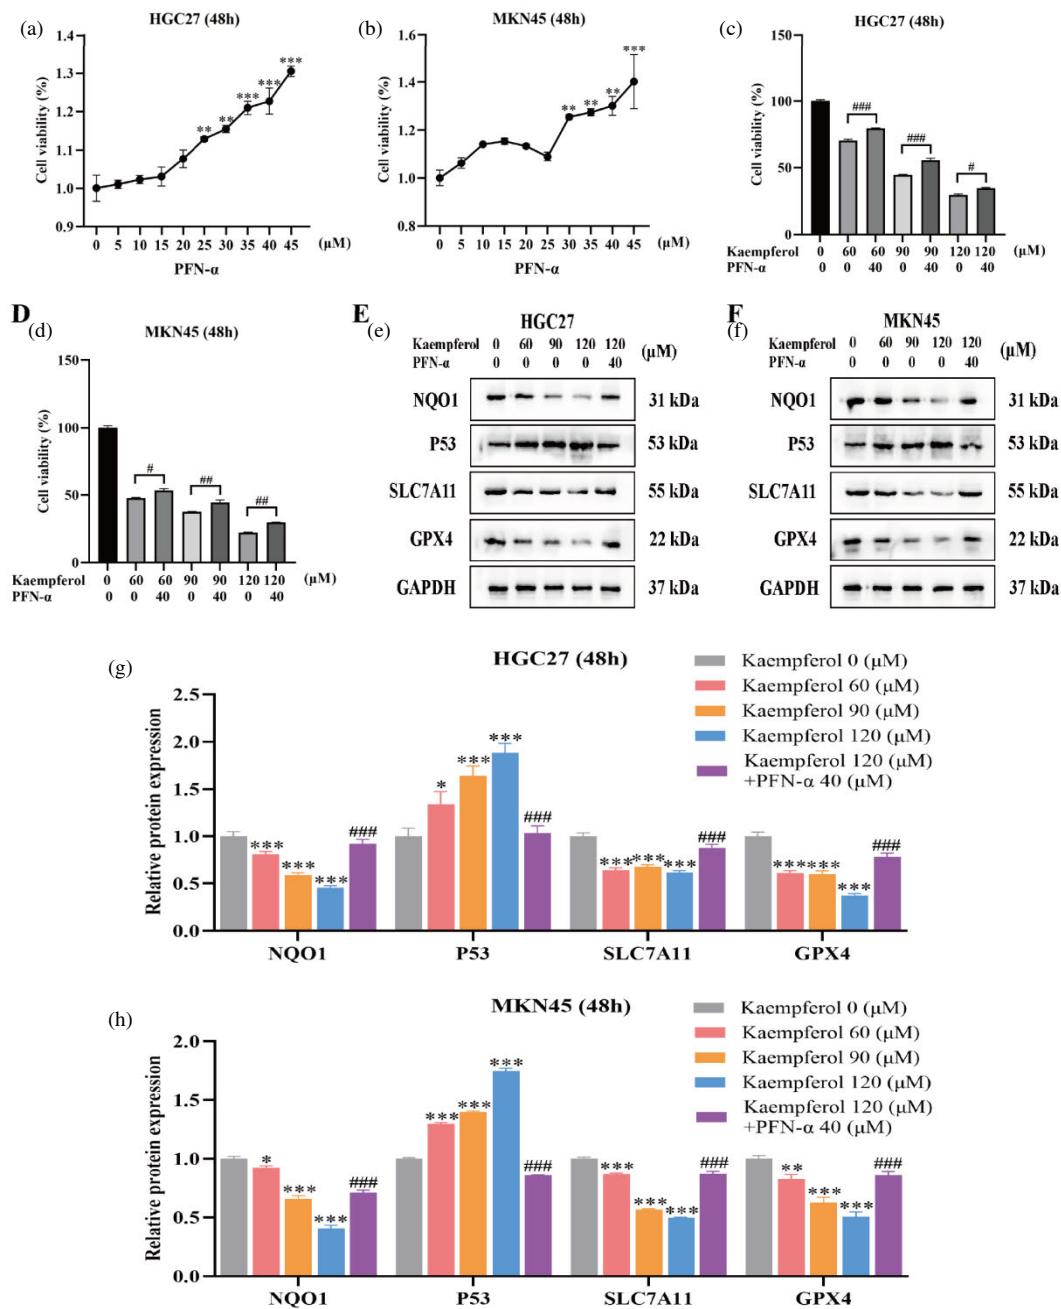 (a)
HGC27 (48h)
Cell viability (%)
1.4
1.3
1.2
1.1
1.0
0.9
** ** *** *** ***
0 5 10 15 20 25 30 35 40 45 (μM)
PFN-α
(b)
MKN45 (48h)
Cell viability (%)
1.6
1.4
1.2
1.0
0.8
** ** ** ***
0 5 10 15 20 25 30 35 40 45 (μM)
PFN-α
(c)
HGC27 (48h)
Cell viability (%)
150
100
50
0
### ### #
Kaempferol 0 60 60 90 90 120 120 (μM)
PFN-α 0 0 40 0 40 0 40
D
(d)
MKN45 (48h)
Cell viability (%)
150
100
50
0
# ## ##
Kaempferol 0 60 60 90 90 120 120 (μM)
PFN-α 0 0 40 0 40 0 40
E
(e)
HGC27
Kaempferol 0 60 90 120 120 (μM)
PFN-α 0 0 0 0 40
NQO1 31 kDa
P53 53 kDa
SLC7A11 55 kDa
GPX4 22 kDa
GAPDH 37 kDa
F
(f)
MKN45
Kaempferol 0 60 90 120 120 (μM)
PFN-α 0 0 0 0 40
NQO1 31 kDa
P53 53 kDa
SLC7A11 55 kDa
GPX4 22 kDa
GAPDH 37 kDa
(g)
HGC27 (48h)
Kaempferol 0 (μM)
Kaempferol 60 (μM)
Kaempferol 90 (μM)
Kaempferol 120 (μM)
Kaempferol 120 (μM)
+PFN-α 40 (μM)
Relative protein expression
2.5
2.0
1.5
1.0
0.5
0.0
*** *** *** ###
* *** *** ###
*** *** *** ###
*** *** *** ###
NQO1 P53 SLC7A11 GPX4
(h)
MKN45 (48h)
Kaempferol 0 (μM)
Kaempferol 60 (μM)
Kaempferol 90 (μM)
Kaempferol 120 (μM)
Kaempferol 120 (μM)
+PFN-α 40 (μM)
Relative protein expression
2.0
1.5
1.0
0.5
0.0
* *** *** ###
*** *** *** ###
*** *** *** ###
** *** *** ###
NQO1 P53 SLC7A11 GPX4